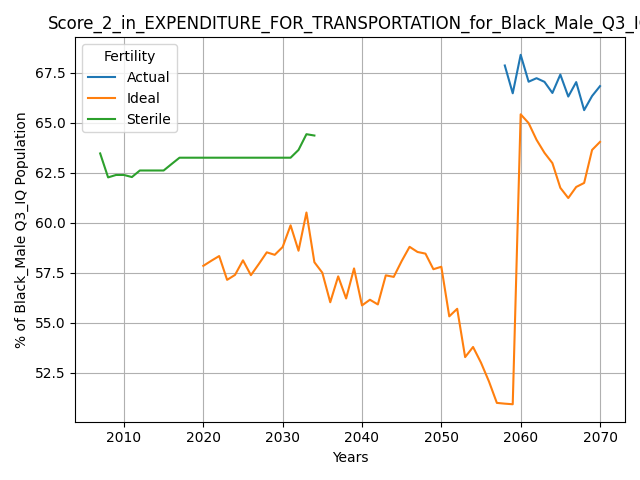 Score_2_in_EXPENDITURE_FOR_TRANSPORTATION_for_Black_Male_Q3_IQ
Fertility
Actual
Ideal
Sterile
% of Black_Male Q3_IQ Population
67.5
65.0
62.5
60.0
57.5
55.0
52.5
2010 2020 2030 2040 2050 2060 2070
Years